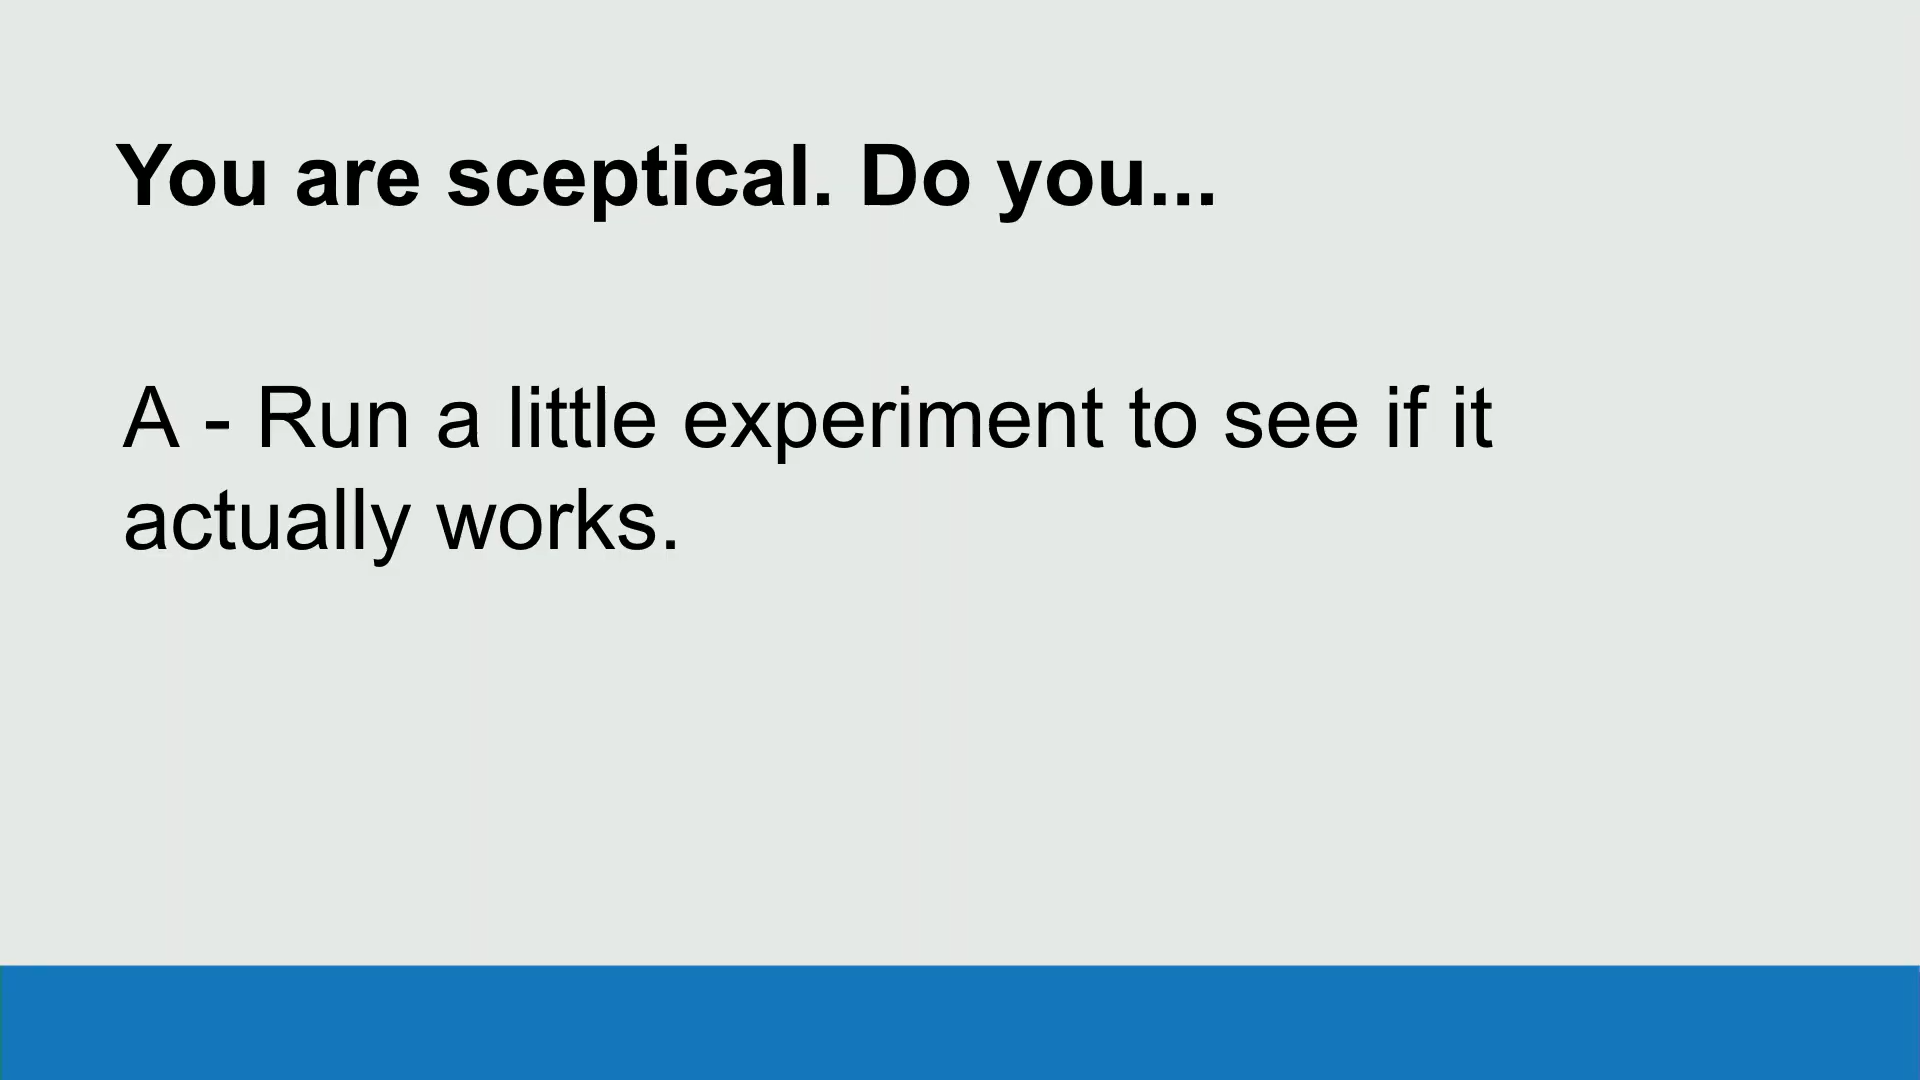 You are sceptical. Do you...
A - Run a little experiment to see if it
actually works.